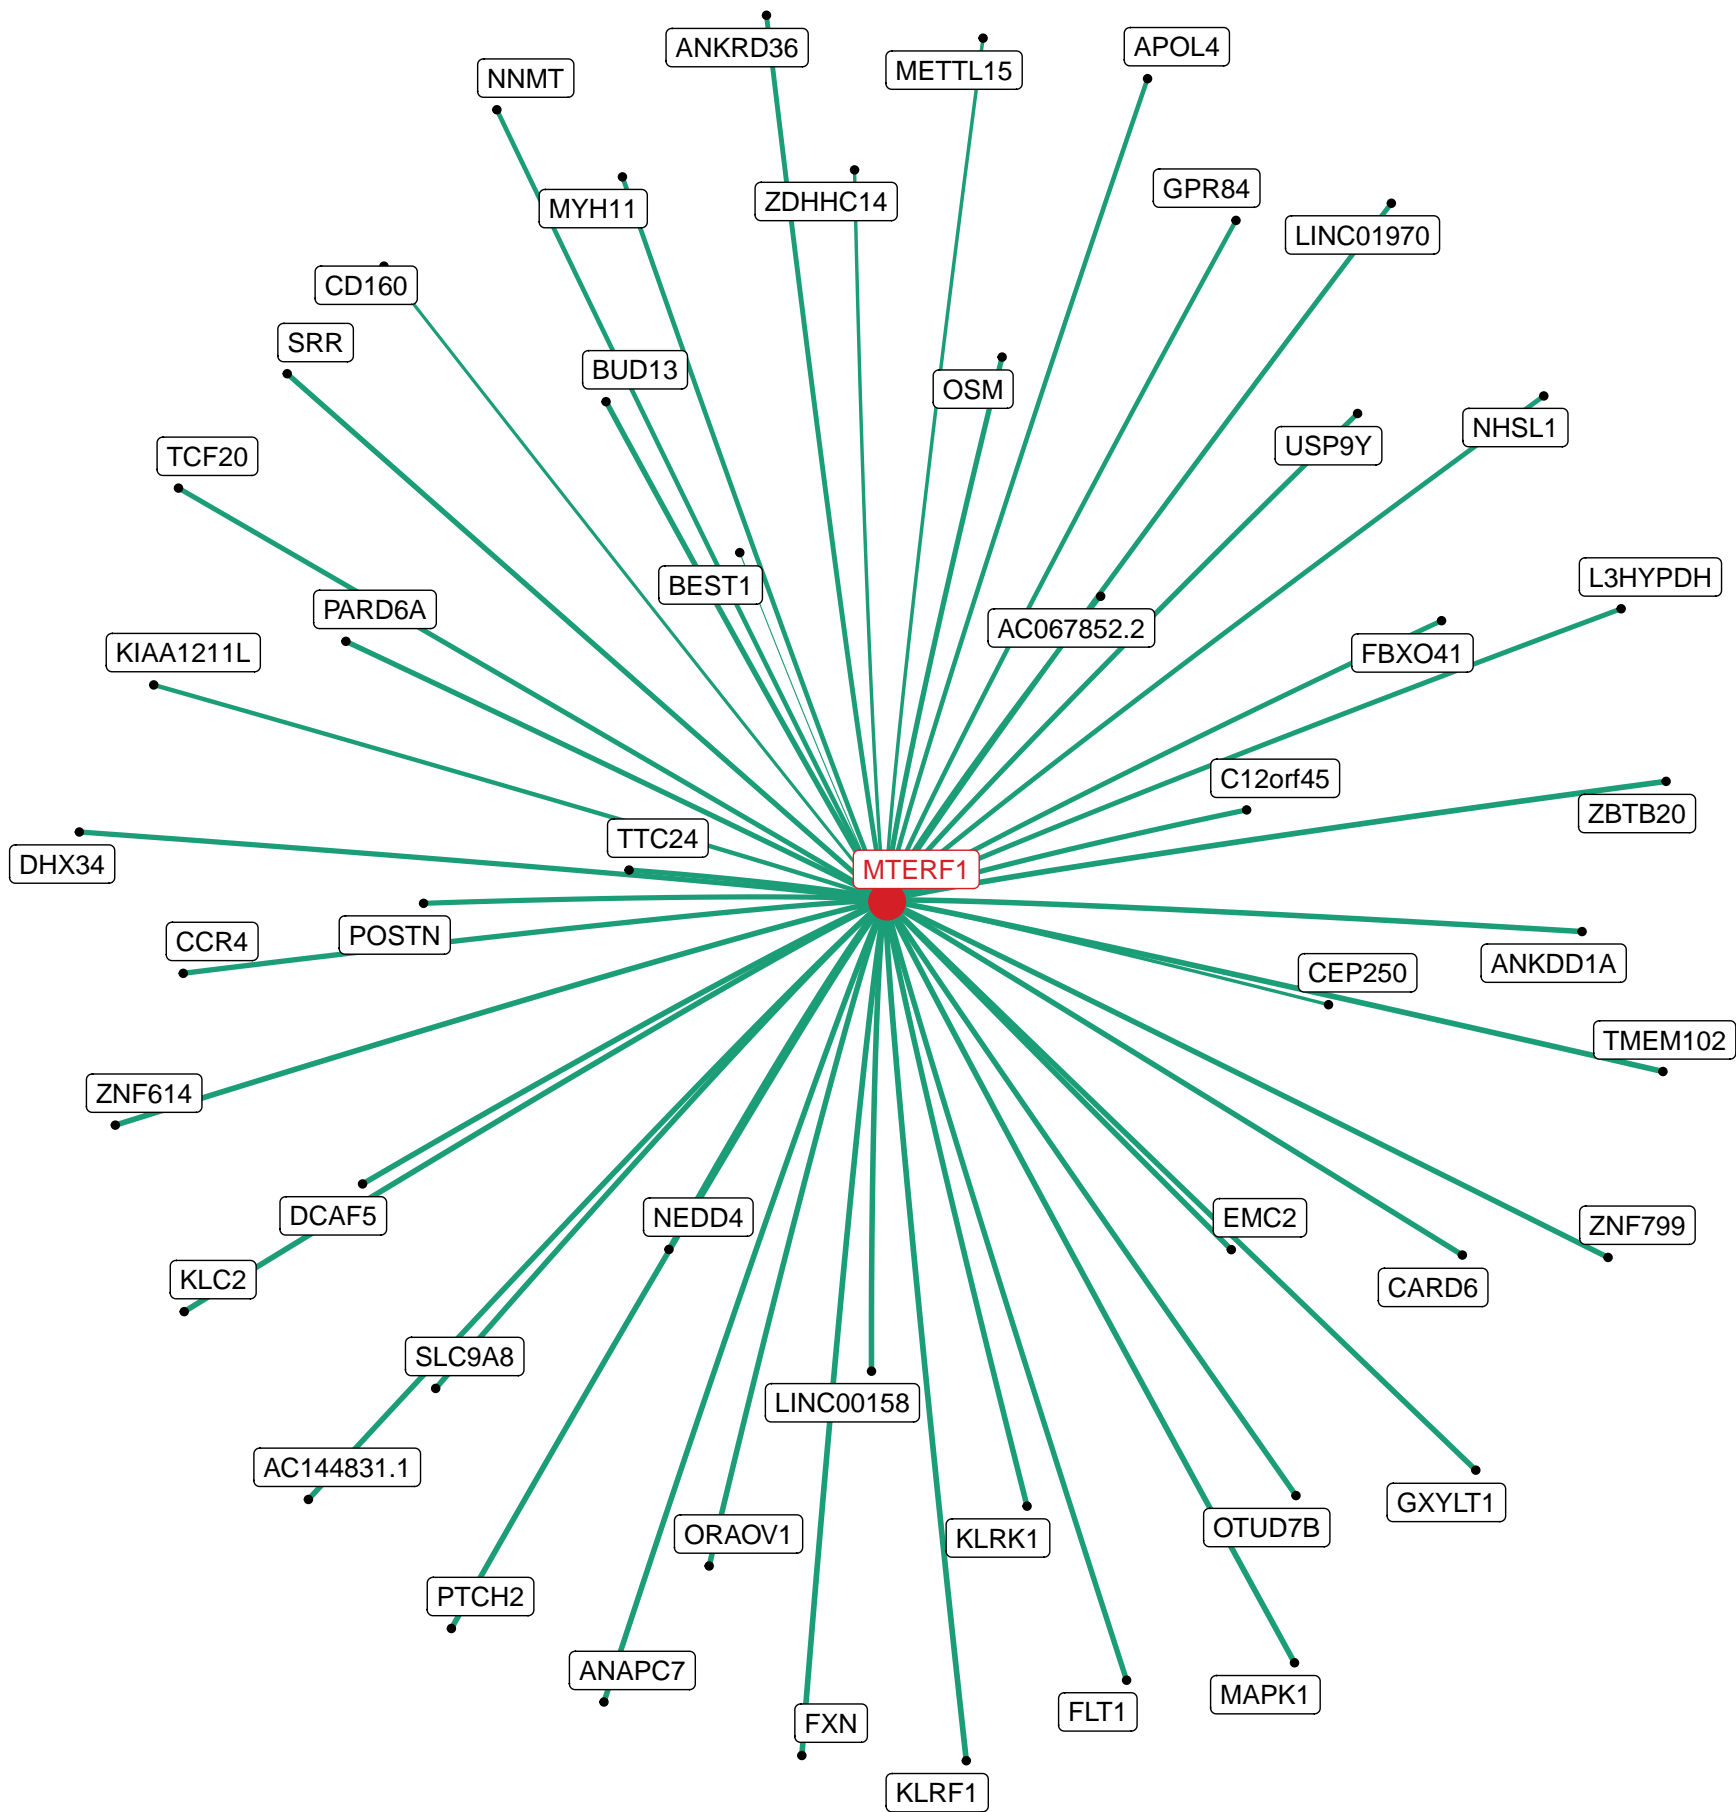 ANKRD36
METTL15
APOL4
NNMT
MYH11
ZDHHC14
GPR84
LINC01970
CD160
SRR
BUD13
OSM
USP9Y
NHSL1
TCF20
BEST1
AC067852.2
L3HYPDH
PARD6A
KIAA1211L
FBXO41
C12orf45
ZBTB20
TTC24
DHX34
MTERF1
POSTN
CCR4
ANKDD1A
CEP250
TMEM102
ZNF614
DCAF5
NEDD4
EMC2
ZNF799
KLC2
CARD6
SLC9A8
LINC00158
AC144831.1
GXYLT1
ORAOV1
KLRK1
OTUD7B
PTCH2
ANAPC7
MAPK1
FLT1
FXN
KLRF1